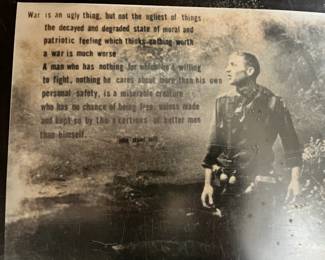 War is an ugly thing, but not the ugliest of things
the decayed and degraded state of moral and
patriotic feeling which thinks nothing worth
a war is much worse
A man who has nothing for which he is willing
to fight, nothing he cares about more than his own
personal safety, is a miserable creature
who has no chance of being free, unless made
and kept so by the exertions of better men
than himself.
john stuart mill